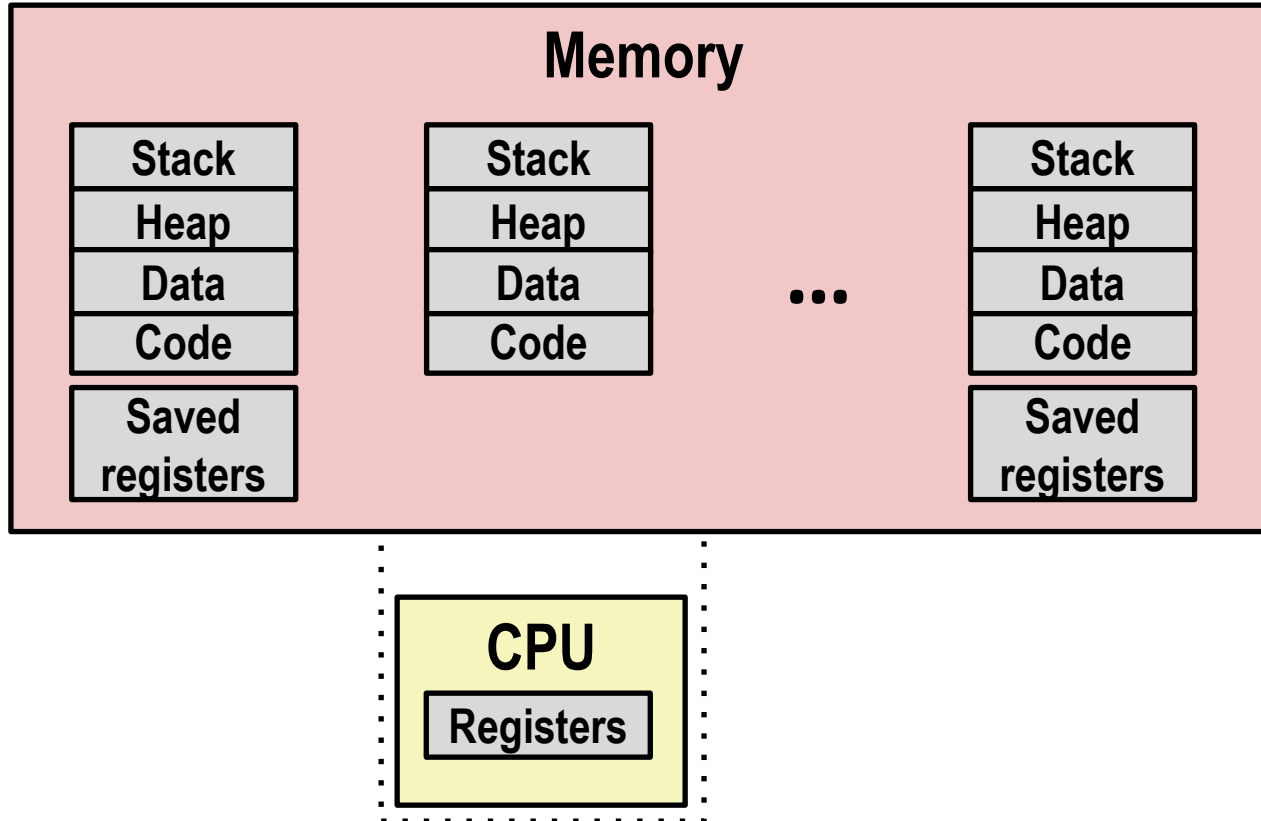 Memory
Stack
Heap
Data
Code
Saved
registers
Stack
Heap
Data
Code
...
Stack
Heap
Data
Code
Saved
registers
CPU
Registers